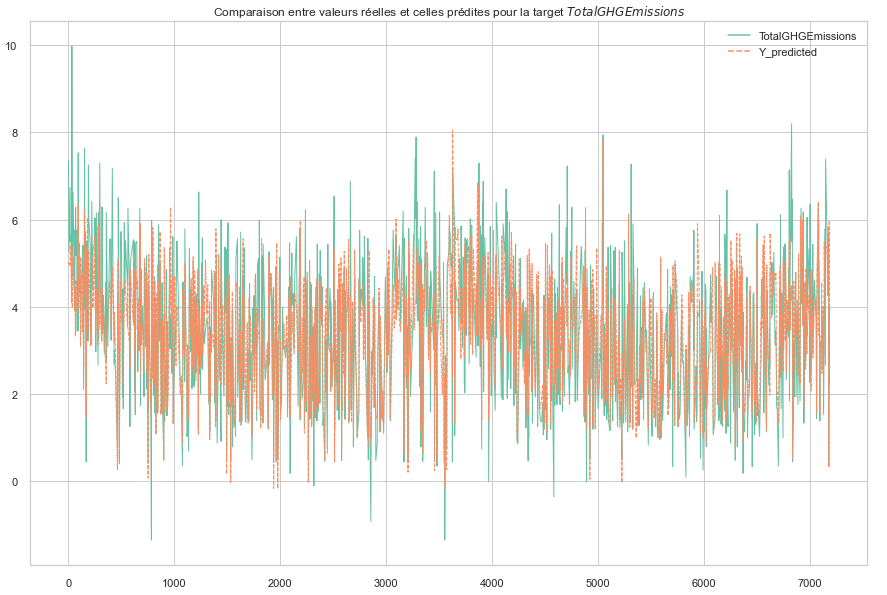 Comparaison entre valeurs réelles et celles prédites pour la target TotalGHGEmissions
TotalGHGEmissions
Y_predicted
10
8
6
4
2
0
0 1000 2000 3000 4000 5000 6000 7000